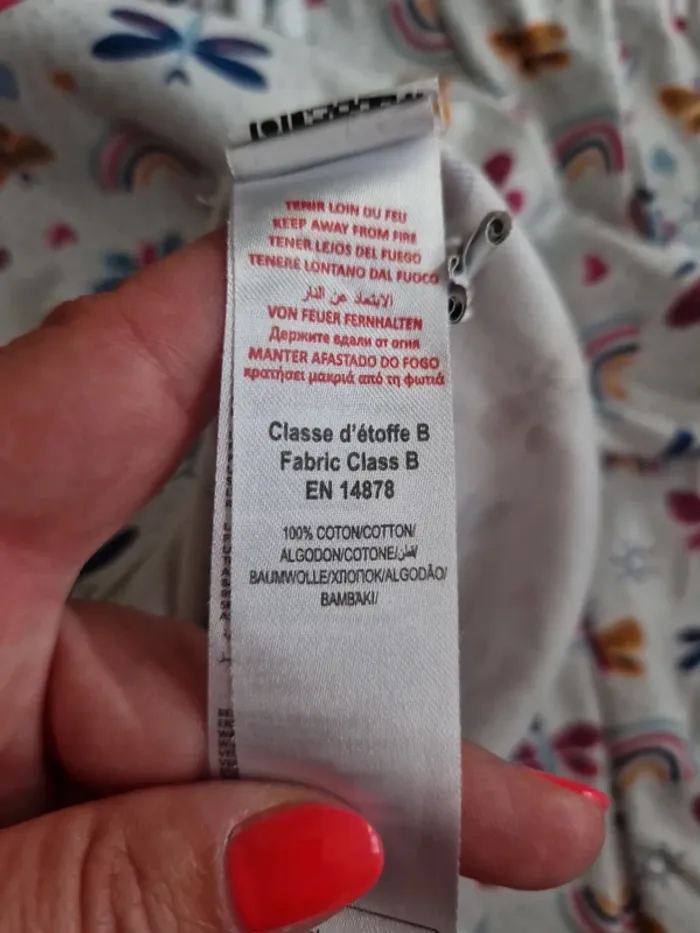 TENIR LOIN DU FEU
KEEP AWAY FROM FIRE
TENER LEJOS DEL FUEGO
TENERE LONTANO DAL FUOCO
الابتعاد عن النار
VON FEUER FERNHALTEN
Держите вдали от огня
MANTER AFASTADO DO FOGO
κρατήσει μακριά από τη φωτιά
Classe d'étoffe B
Fabric Class B
EN 14878
100% COTON/COTTON/
ALGODON/COTONE/قطن/
BAUMWOLLE/ХЛОПОК/ALGODÃO/
ΒΑΜΒΆΚΙ/